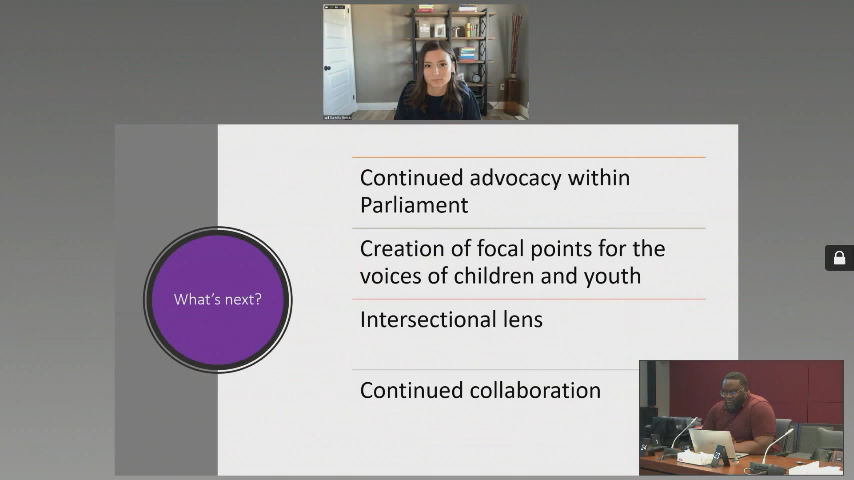 Continued advocacy within
Parliament
Creation of focal points for the
voices of children and youth
What's next?
Intersectional lens
Continued collaboration